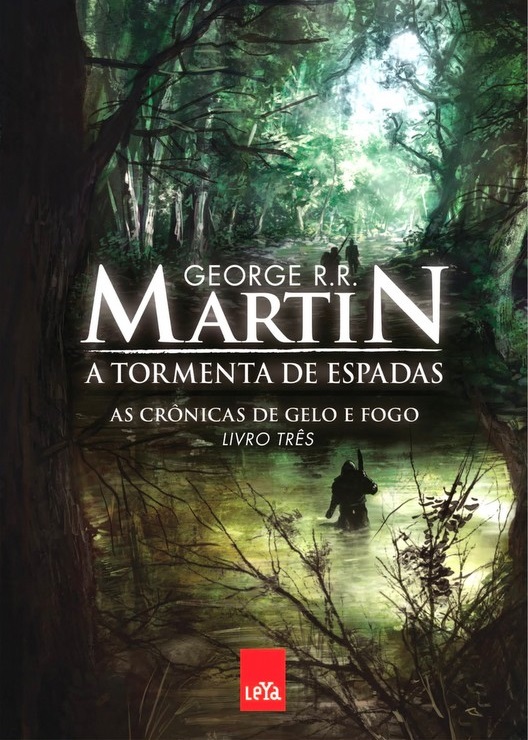 GEORGE R.R.
MARTIN
A TORMENTA DE ESPADAS
AS CRÔNICAS DE GELO E FOGO
LIVRO TRÊS
LeYa